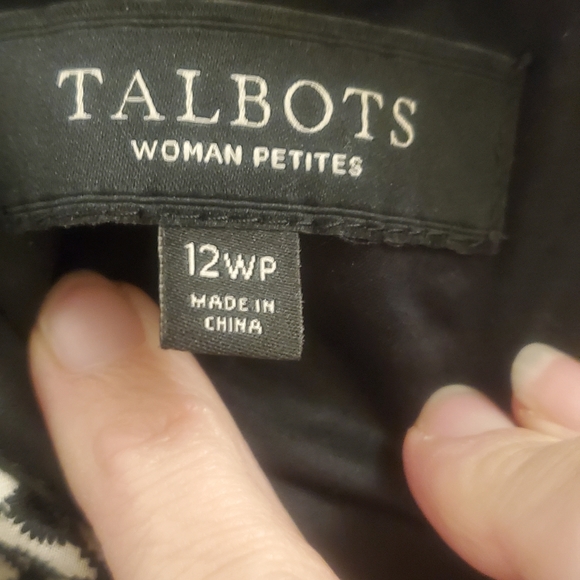 TALBOTS
WOMAN PETITES
12WP
MADE IN
CHINA